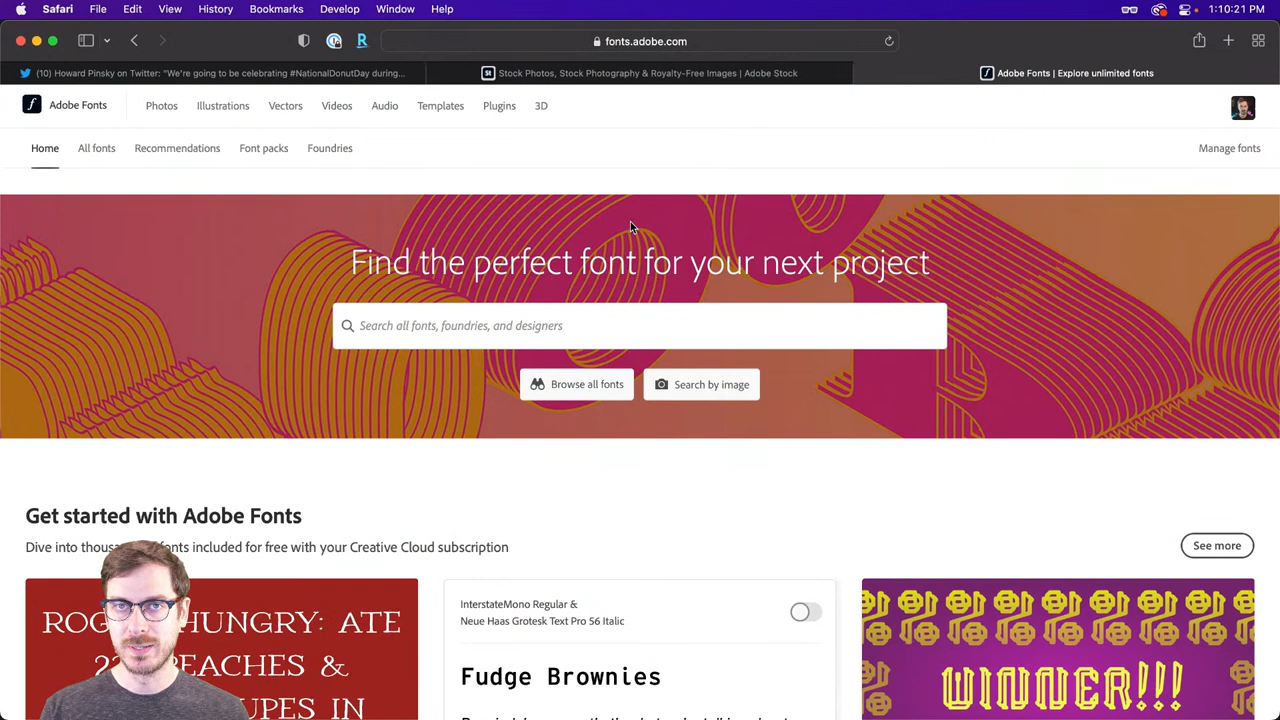 Safari File Edit View History Bookmarks Develop Window Help 1:10:21 PM
fonts.adobe.com
(10) Howard Pinsky on Twitter: "We're going to be celebrating #NationalDonutDay during... Stock Photos, Stock Photography & Royalty-Free Images | Adobe Stock Adobe Fonts | Explore unlimited fonts
Adobe Fonts Photos Illustrations Vectors Videos Audio Templates Plugins 3D
Home All fonts Recommendations Font packs Foundries Manage fonts
Find the perfect font for your next project
Search all fonts, foundries, and designers
Browse all fonts Search by image
Get started with Adobe Fonts
Dive into fonts included for free with your Creative Cloud subscription
See more
HUNGRY: ATE
&
IN
InterstateMono Regular &
Neue Haas Grotesk Text Pro 56 Italic
Fudge Brownies
WINNER!!!